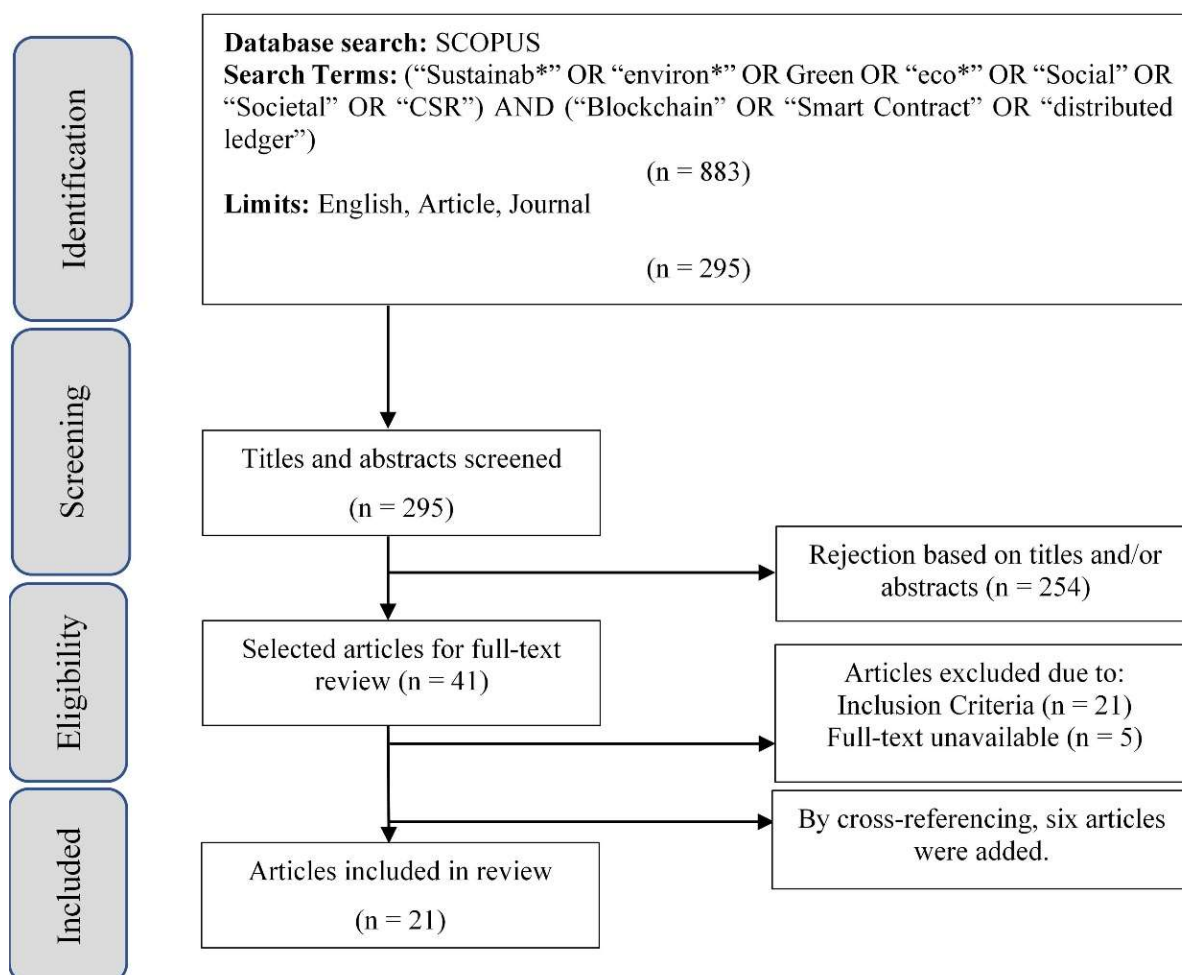 Identification
Database search: SCOPUS
Search Terms: (“Sustainab*” OR “environ*” OR Green OR “eco*” OR “Social” OR
“Societal” OR “CSR”) AND (“Blockchain” OR “Smart Contract” OR “distributed
ledger”)
(n = 883)
Limits: English, Article, Journal
(n = 295)
Screening
Titles and abstracts screened
(n = 295)
Rejection based on titles and/or
abstracts (n = 254)
Eligibility
Selected articles for full-text
review (n = 41)
Articles excluded due to:
Inclusion Criteria (n = 21)
Full-text unavailable (n = 5)
Included
By cross-referencing, six articles
were added.
Articles included in review
(n = 21)